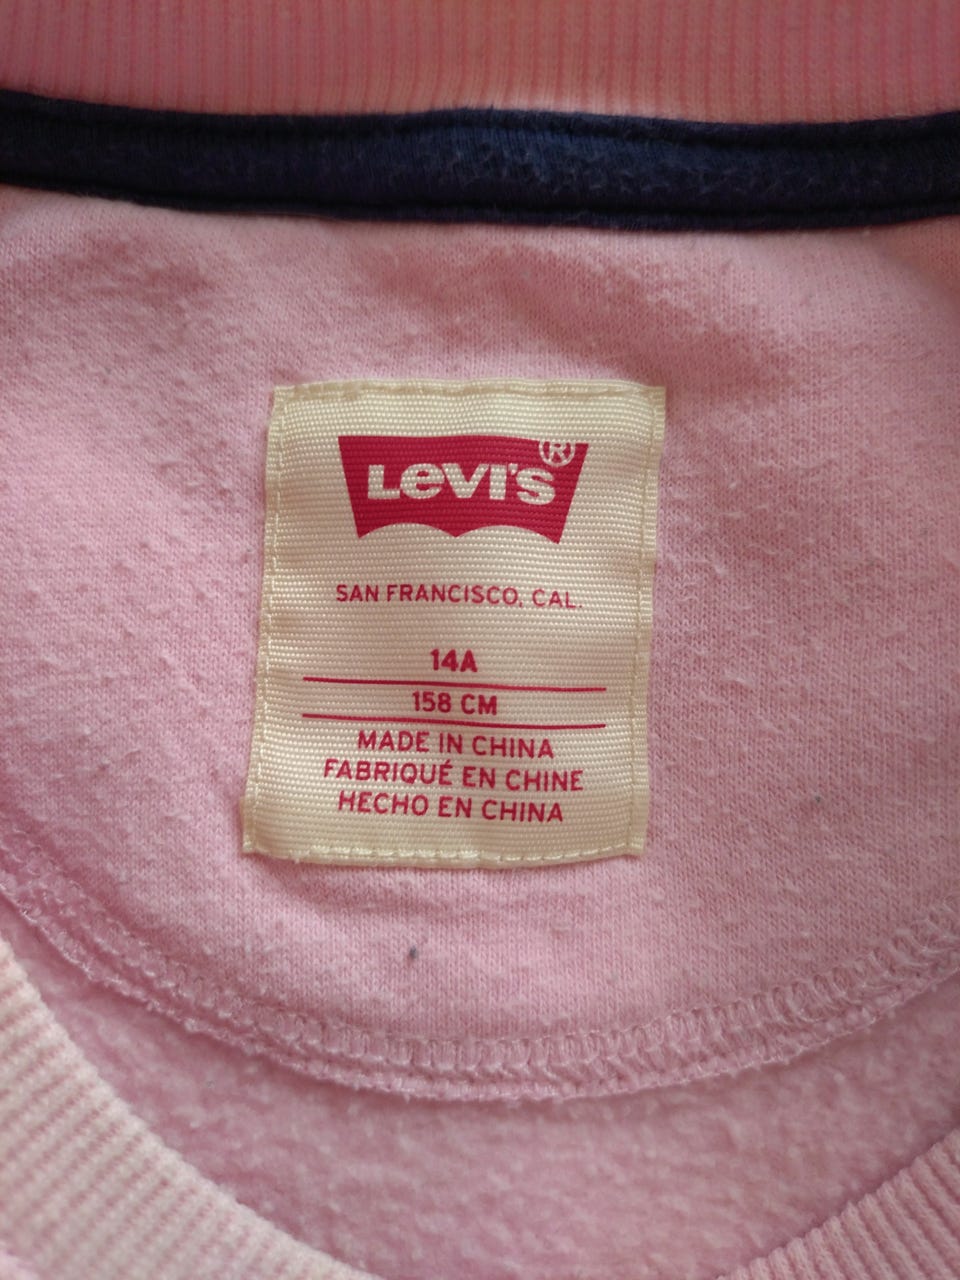 Levi's®
SAN FRANCISCO, CAL.
14A
158 CM
MADE IN CHINA
FABRIQUÉ EN CHINE
HECHO EN CHINA